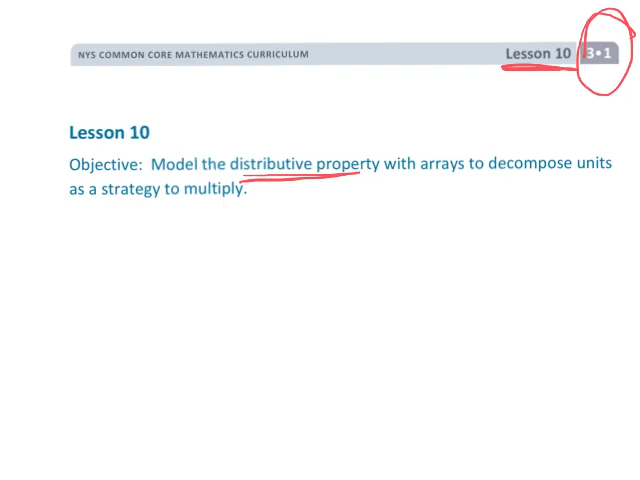 NYS COMMON CORE MATHEMATICS CURRICULUM Lesson 10 3•1
Lesson 10
Objective: Model the distributive property with arrays to decompose units
as a strategy to multiply.